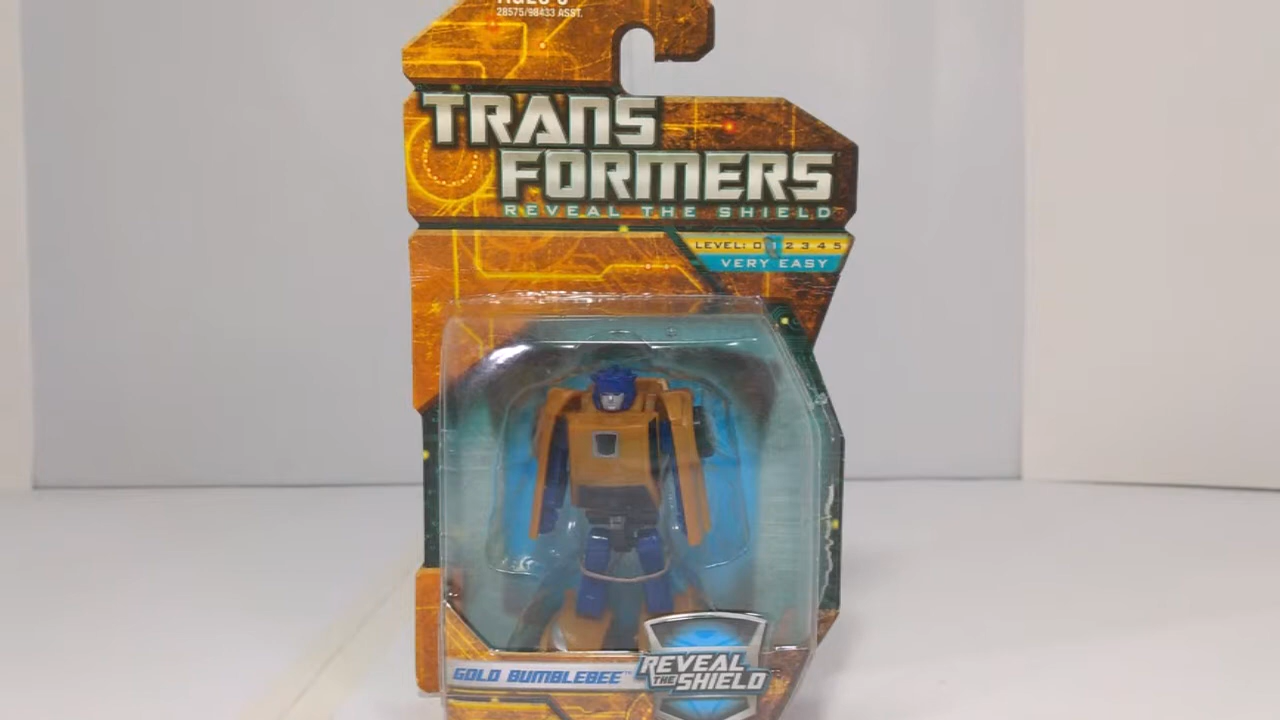 28575/98433 ASST.
TRANS
FORMERS
REVEAL THE SHIELD
LEVEL: 0 1 2 3 4 5
VERY EASY
GOLD BUMBLEBEE™
REVEAL
THE SHIELD